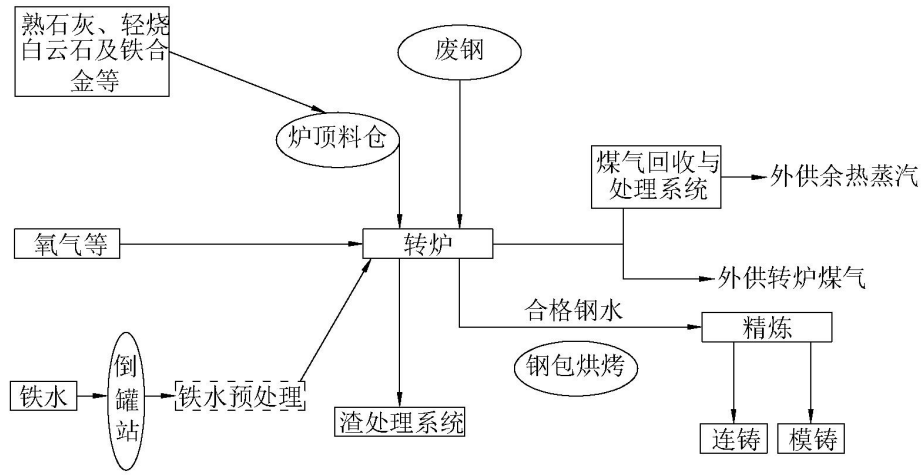 熟石灰、轻烧
白云石及铁合
金等
废钢
炉顶料仓
煤气回收与
处理系统
外供余热蒸汽
氧气等
转炉
外供转炉煤气
合格钢水
精炼
钢包烘烤
铁水
倒
罐
站
铁水预处理
渣处理系统
连铸
模铸